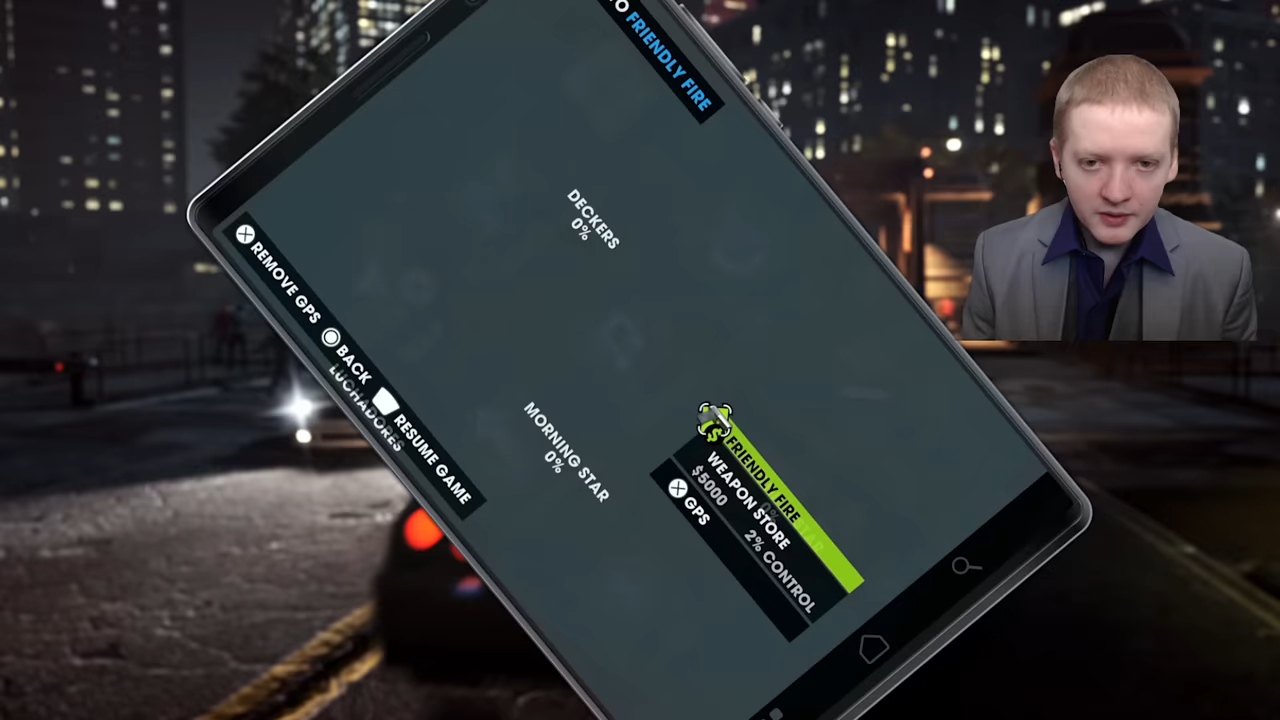 TO FRIENDLY FIRE
DECKERS
0%
REMOVE GPS BACK RESUME GAME
LUCHADORES
MORNING STAR
0%
FRIENDLY FIRE
WEAPON STORE
$5000 2% CONTROL
GPS